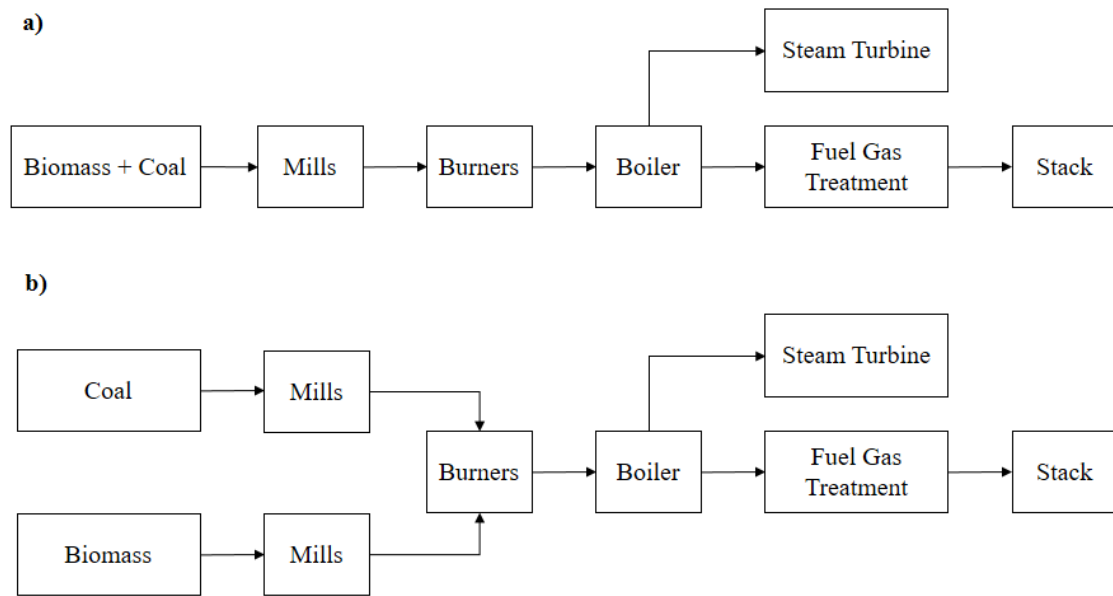 a)
Steam Turbine
Biomass + Coal
Mills
Burners
Boiler
Fuel Gas
Treatment
Stack
b)
Steam Turbine
Coal
Mills
Burners
Boiler
Fuel Gas
Treatment
Stack
Biomass
Mills